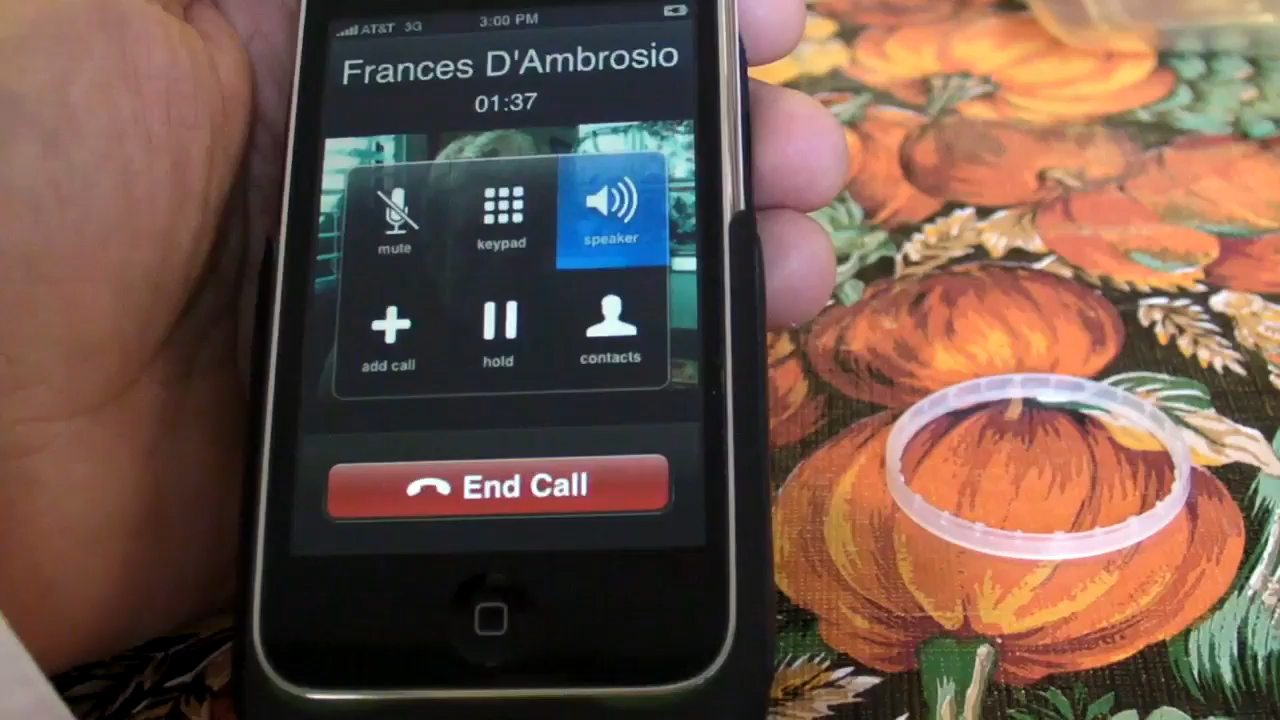 AT&T 3G 3:00 PM
Frances D'Ambrosio
01:37
mute keypad speaker
add call hold contacts
End Call